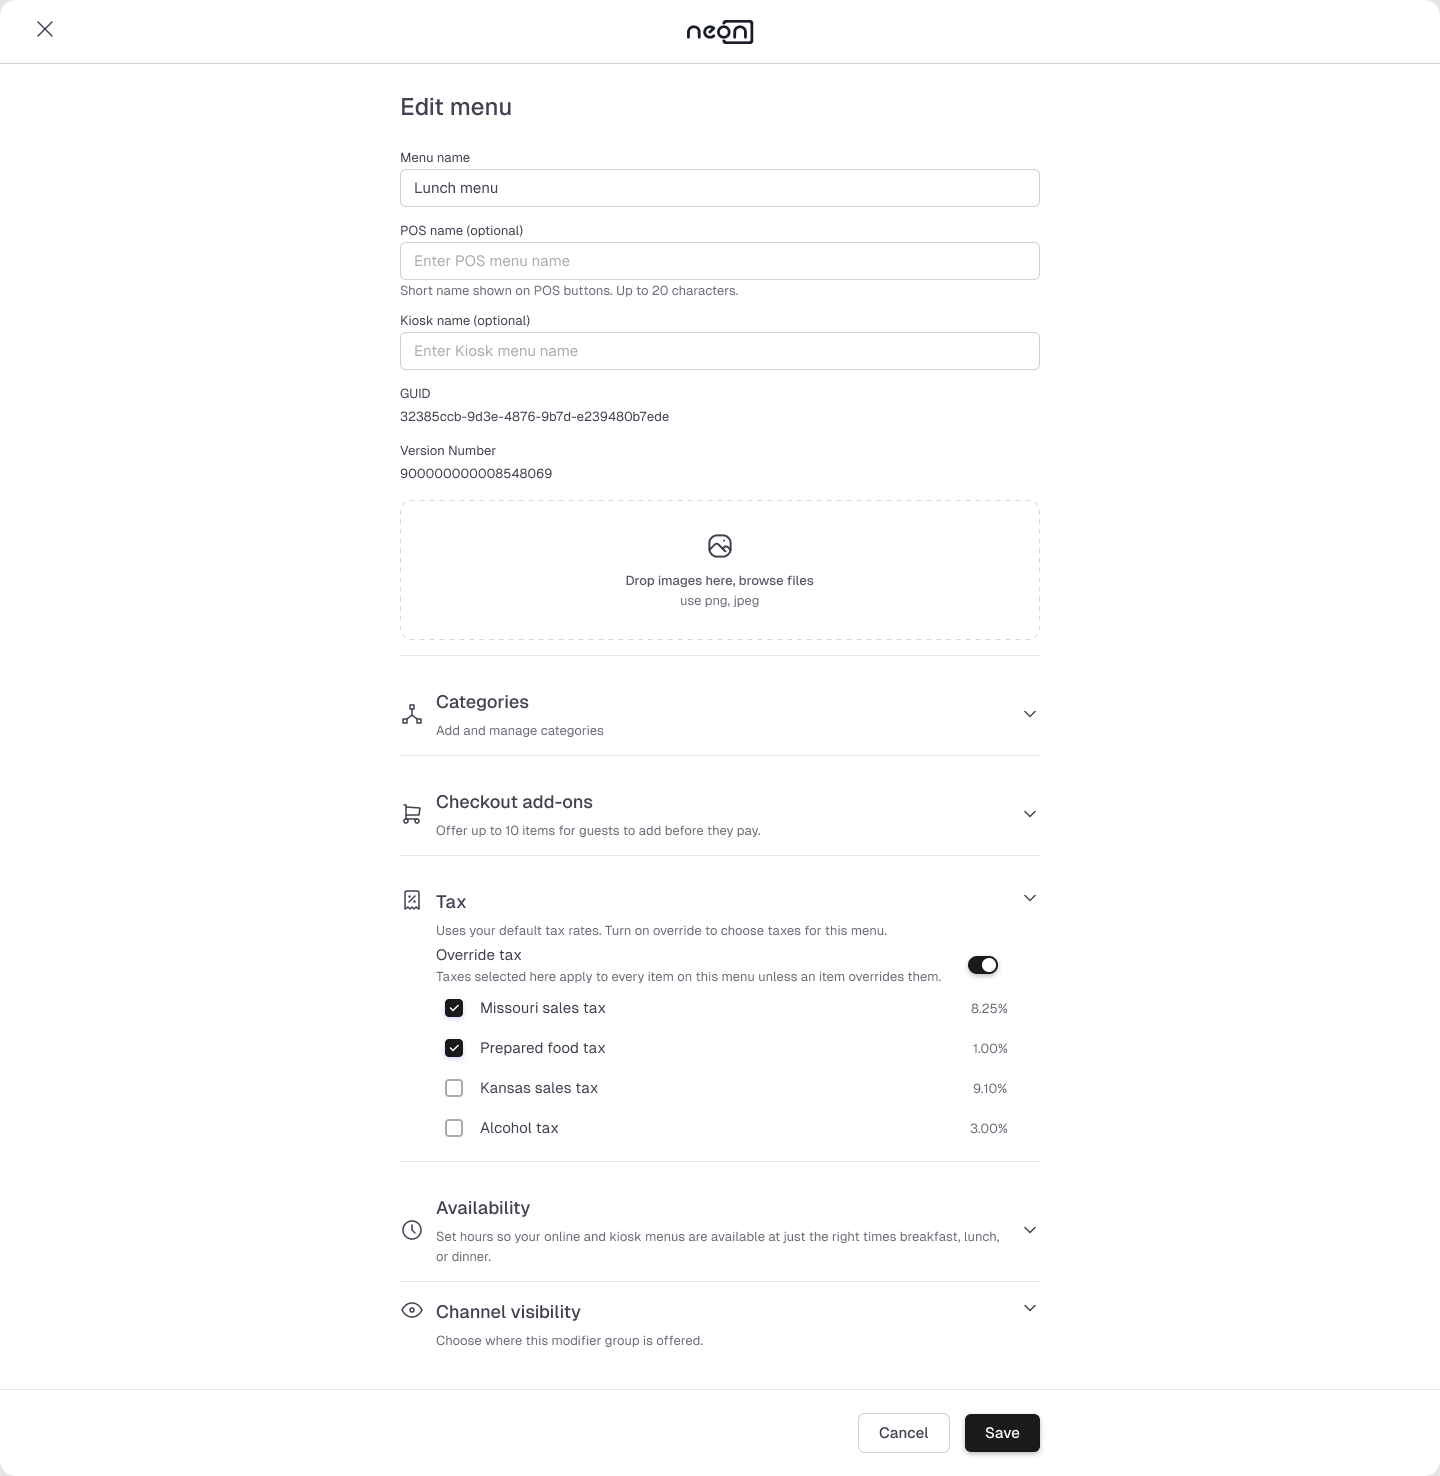 neon
Edit menu
Menu name
Lunch menu
POS name (optional)
Enter POS menu name
Short name shown on POS buttons. Up to 20 characters.
Kiosk name (optional)
Enter Kiosk menu name
GUID
32385ccb-9d3e-4876-9b7d-e239480b7ede
Version Number
900000000008548069
Drop images here, browse files
use png, jpeg
Categories
Add and manage categories
Checkout add-ons
Offer up to 10 items for guests to add before they pay.
Tax
Uses your default tax rates. Turn on override to choose taxes for this menu.
Override tax
Taxes selected here apply to every item on this menu unless an item overrides them.
Missouri sales tax 8.25%
Prepared food tax 1.00%
Kansas sales tax 9.10%
Alcohol tax 3.00%
Availability
Set hours so your online and kiosk menus are available at just the right times breakfast, lunch,
or dinner.
Channel visibility
Choose where this modifier group is offered.
Cancel Save